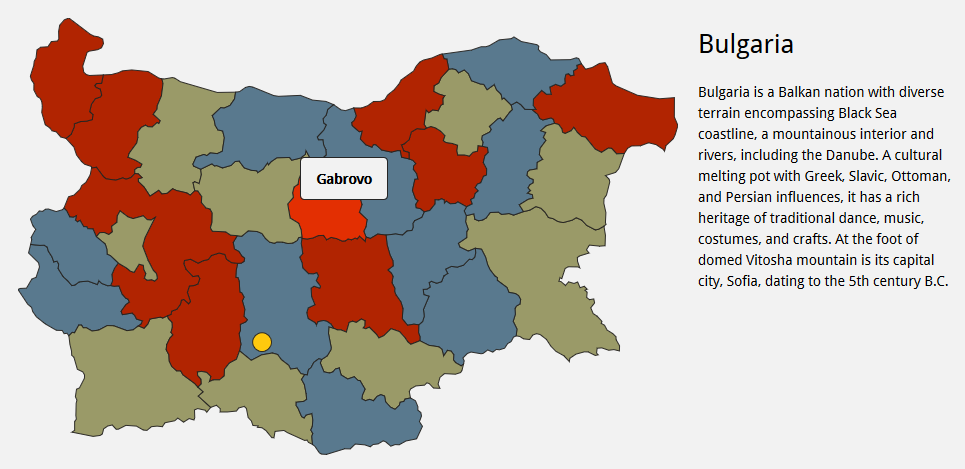 Bulgaria
Bulgaria is a Balkan nation with diverse
terrain encompassing Black Sea
coastline, a mountainous interior and
rivers, including the Danube. A cultural
melting pot with Greek, Slavic, Ottoman,
and Persian influences, it has a rich
heritage of traditional dance, music,
costumes, and crafts. At the foot of
domed Vitosha mountain is its capital
city, Sofia, dating to the 5th century B.C.
Gabrovo